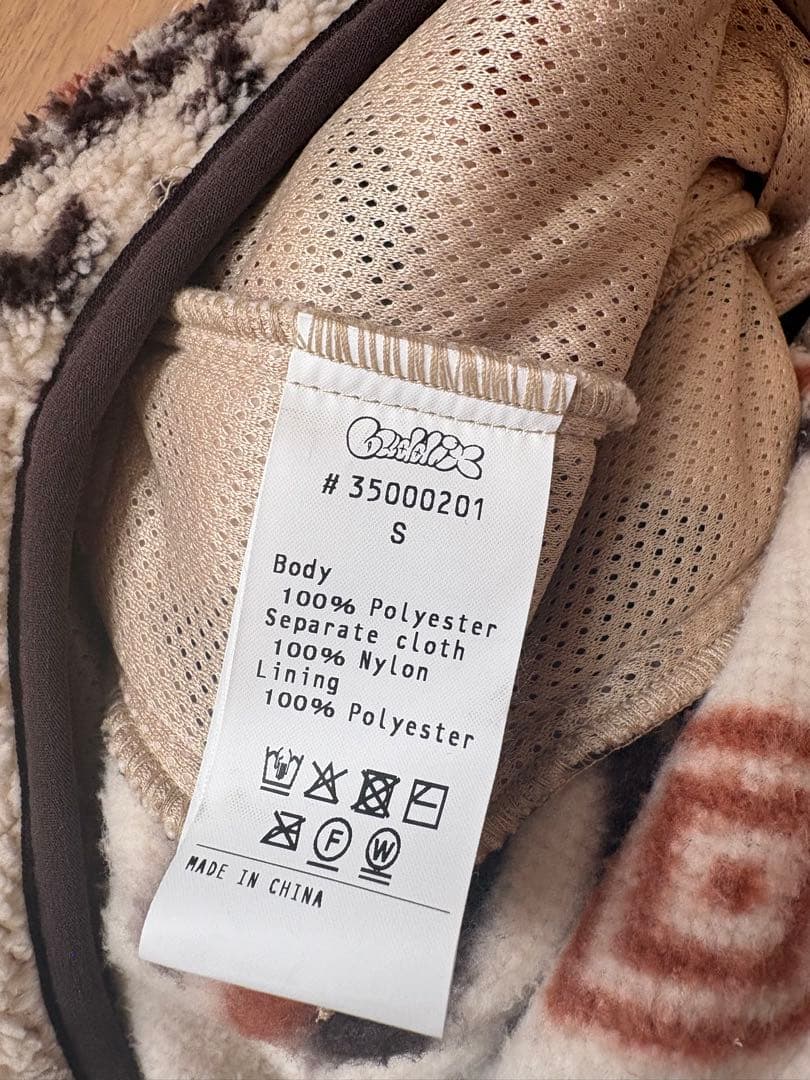 # 35000201
S
Body
100% Polyester
Separate cloth
100% Nylon
Lining
100% Polyester
F
W
MADE IN CHINA